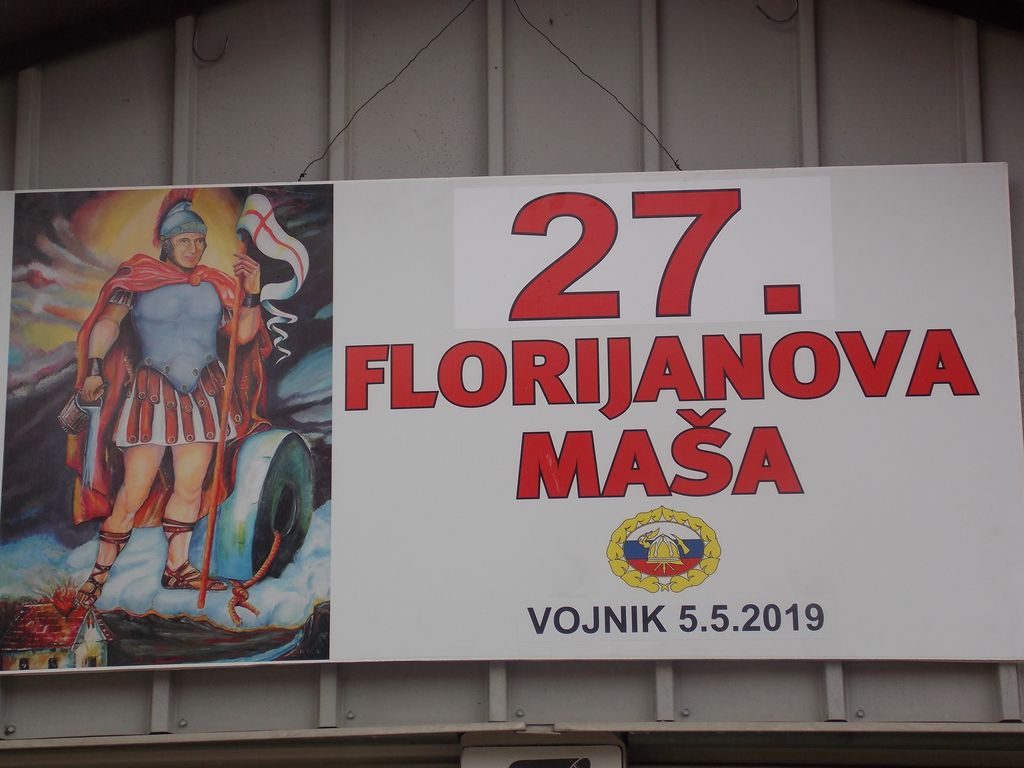 27.
FLORIJANOVA
MAŠA
VOJNIK 5.5.2019